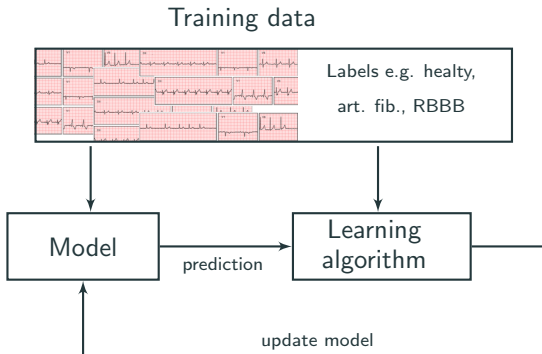 Training data
Labels e.g. healty,
art. fib., RBBB
Model
prediction
Learning
algorithm
update model